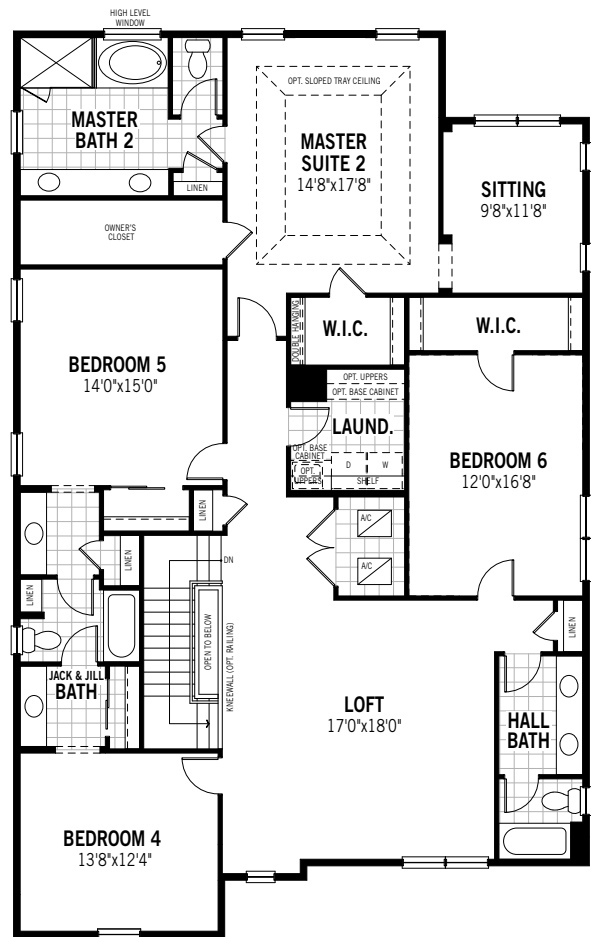 HIGH LEVEL
WINDOW
OPT. SLOPED TRAY CEILING
MASTER
BATH 2
MASTER
SUITE 2
14'8"x17'8"
SITTING
9'8"x11'8"
LINEN
OWNER'S
CLOSET
DOUBLE HANGING
W.I.C.
W.I.C.
BEDROOM 5
14'0"x15'0"
OPT. UPPERS
OPT. BASE CABINET
LAUND.
OPT. BASE
CABINET
OPT.
UPPERS
D
W
SHELF
BEDROOM 6
12'0"x16'8"
LINEN
A/C
A/C
LINEN
DN
LINEN
OPEN TO BELOW
KNEEWALL (OPT. RAILING)
LINEN
JACK & JILL
BATH
LOFT
17'0"x18'0"
HALL
BATH
BEDROOM 4
13'8"x12'4"